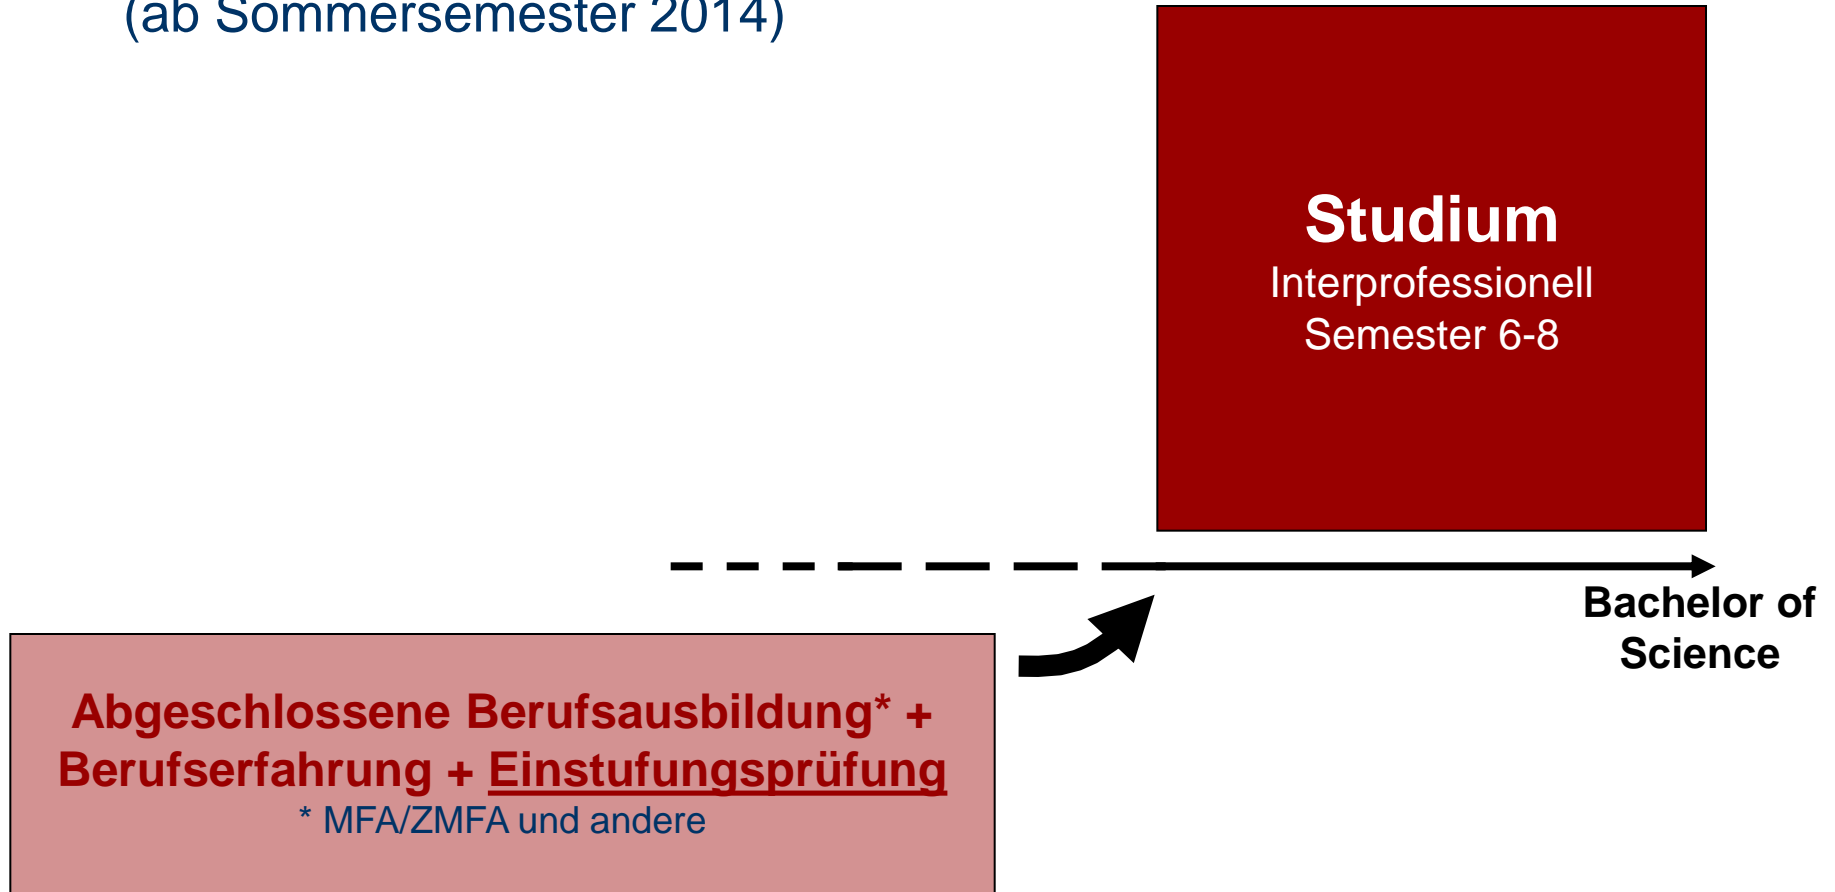 (ab Sommersemester 2014)
Studium
Interprofessionell
Semester 6-8
Bachelor of
Science
Abgeschlossene Berufsausbildung* +
Berufserfahrung + Einstufungsprüfung
* MFA/ZMFA und andere